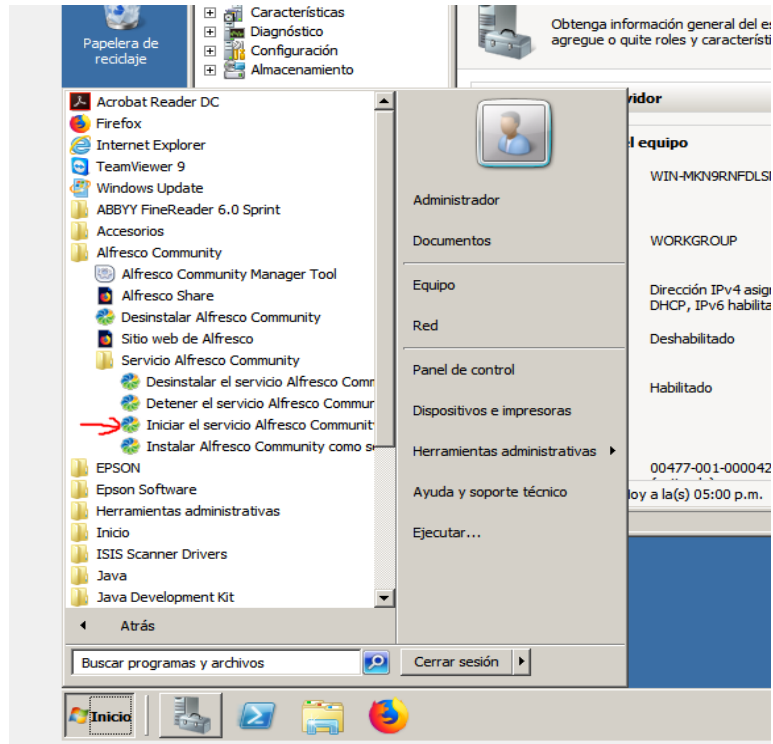 Papelera de
reciclaje
Características
Diagnóstico
Configuración
Almacenamiento
Obtenga información general del es
agregue o quite roles y característi
Acrobat Reader DC
Firefox
Internet Explorer
TeamViewer 9
Windows Update
ABBYY FineReader 6.0 Sprint
Accesorios
Alfresco Community
Alfresco Community Manager Tool
Alfresco Share
Desinstalar Alfresco Community
Sitio web de Alfresco
Servicio Alfresco Community
Desinstalar el servicio Alfresco Comm
Detener el servicio Alfresco Commun
Iniciar el servicio Alfresco Communit
Instalar Alfresco Community como se
EPSON
Epson Software
Herramientas administrativas
Inicio
ISIS Scanner Drivers
Java
Java Development Kit
Atrás
Buscar programas y archivos
Administrador
Documentos
Equipo
Red
Panel de control
Dispositivos e impresoras
Herramientas administrativas
Ayuda y soporte técnico
Ejecutar...
Cerrar sesión
vidor
el equipo
WIN-MKN9RNFDLS
WORKGROUP
Dirección IPv4 asig
DHCP, IPv6 habilita
Deshabilitado
Habilitado
00477-001-000042
loy a la(s) 05:00 p.m.
Inicio